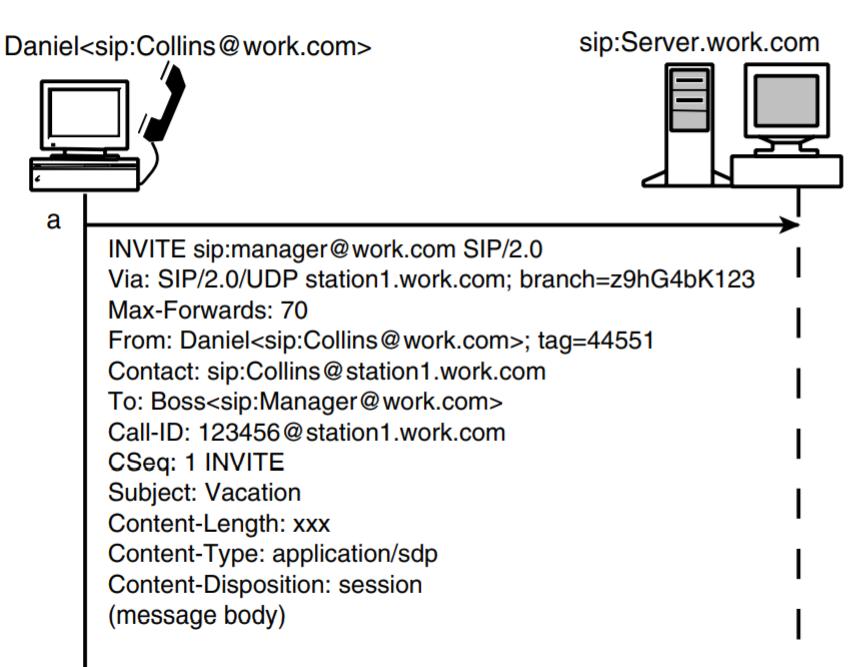 Daniel<sip:Collins@work.com>
sip:Server.work.com
a
INVITE sip:manager@work.com SIP/2.0
Via: SIP/2.0/UDP station1.work.com; branch=z9hG4bK123
Max-Forwards: 70
From: Daniel<sip:Collins@work.com>; tag=44551
Contact: sip:Collins@station1.work.com
To: Boss<sip:Manager@work.com>
Call-ID: 123456@station1.work.com
CSeq: 1 INVITE
Subject: Vacation
Content-Length: xxx
Content-Type: application/sdp
Content-Disposition: session
(message body)